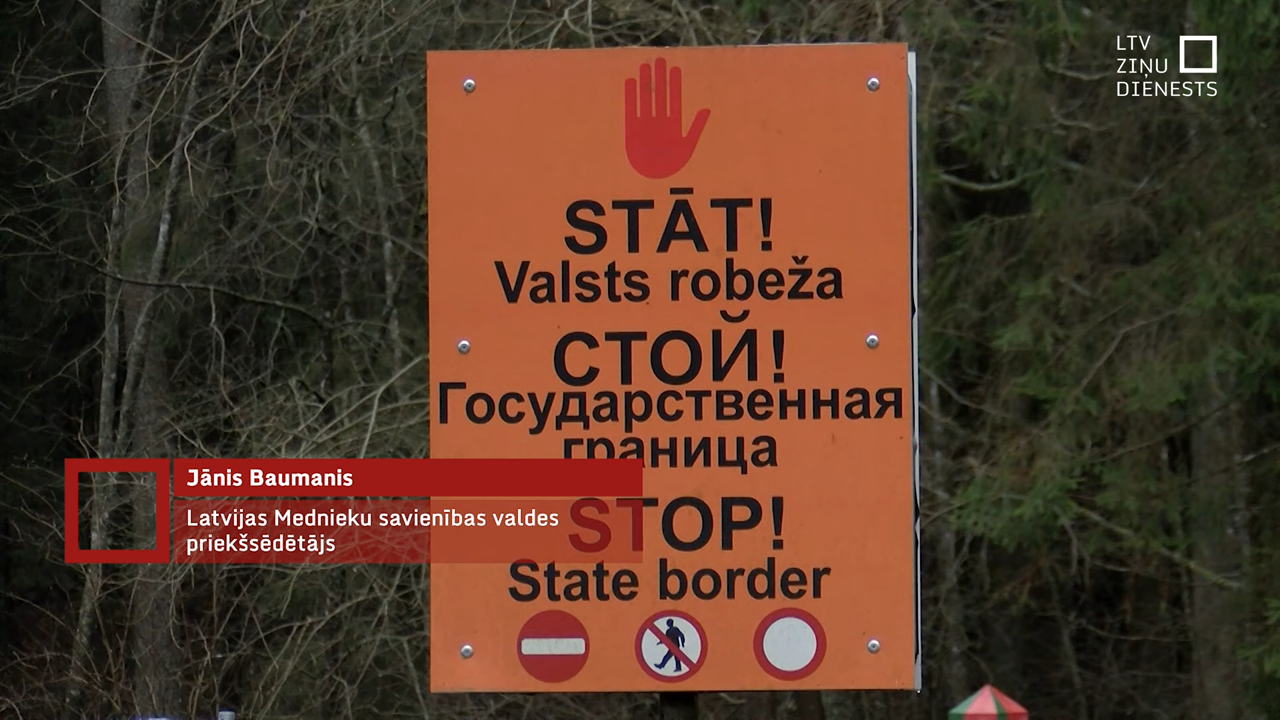 LTV
ZIŅU
DIENESTS
STĀT!
Valsts robeža
СТОЙ!
Государственная
граница
STOP!
State border
Jānis Baumanis
Latvijas Mednieku savienības valdes
priekšsēdētājs